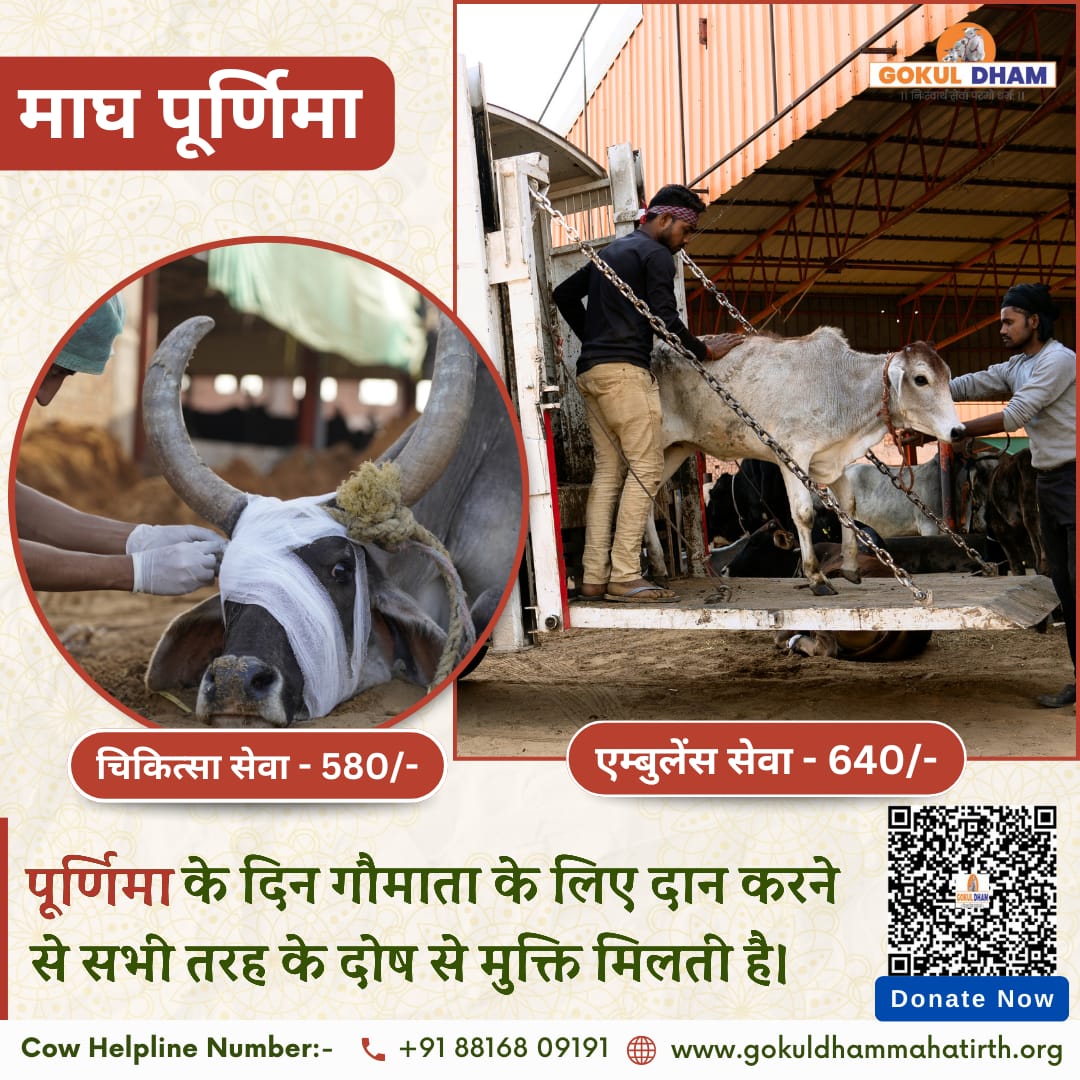 माघ पूर्णिमा
GOKUL DHAM
।। निःस्वार्थ सेवा परमो धर्मः ।।
चिकित्सा सेवा - 580/-
एम्बुलेंस सेवा - 640/-
पूर्णिमा के दिन गौमाता के लिए दान करने
से सभी तरह के दोष से मुक्ति मिलती है।
GOKUL DHAM
Donate Now
Cow Helpline Number:- +91 88168 09191 www.gokuldhammahatirth.org